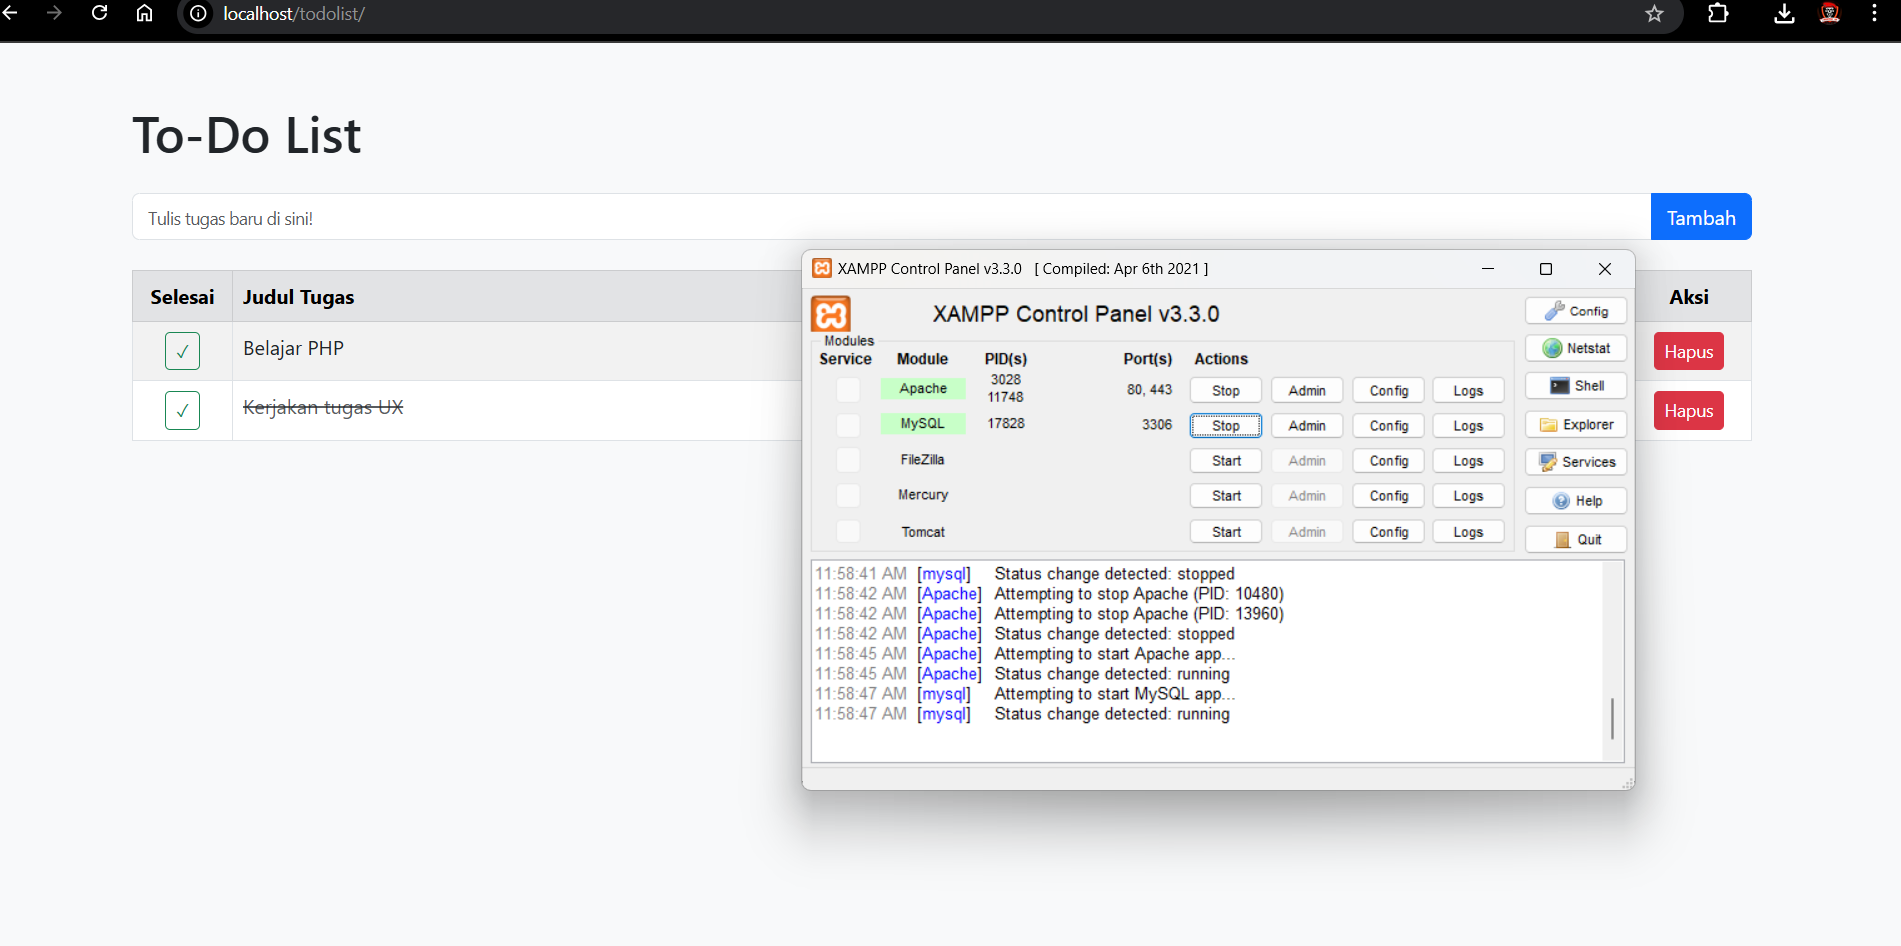 localhost/todolist/
To-Do List
Tulis tugas baru di sini!
Tambah
Selesai Judul Tugas Aksi
✓ Belajar PHP Hapus
✓ Kerjakan tugas UX Hapus
XAMPP Control Panel v3.3.0 [ Compiled: Apr 6th 2021 ]
XAMPP Control Panel v3.3.0
Modules
Service Module PID(s) Port(s) Actions
Apache 3028 11748 80, 443 Stop Admin Config Logs
MySQL 17828 3306 Stop Admin Config Logs
FileZilla Start Admin Config Logs
Mercury Start Admin Config Logs
Tomcat Start Admin Config Logs
Config
Netstat
Shell
Explorer
Services
Help
Quit
11:58:41 AM [mysql] Status change detected: stopped
11:58:42 AM [Apache] Attempting to stop Apache (PID: 10480)
11:58:42 AM [Apache] Attempting to stop Apache (PID: 13960)
11:58:42 AM [Apache] Status change detected: stopped
11:58:45 AM [Apache] Attempting to start Apache app...
11:58:45 AM [Apache] Status change detected: running
11:58:47 AM [mysql] Attempting to start MySQL app...
11:58:47 AM [mysql] Status change detected: running